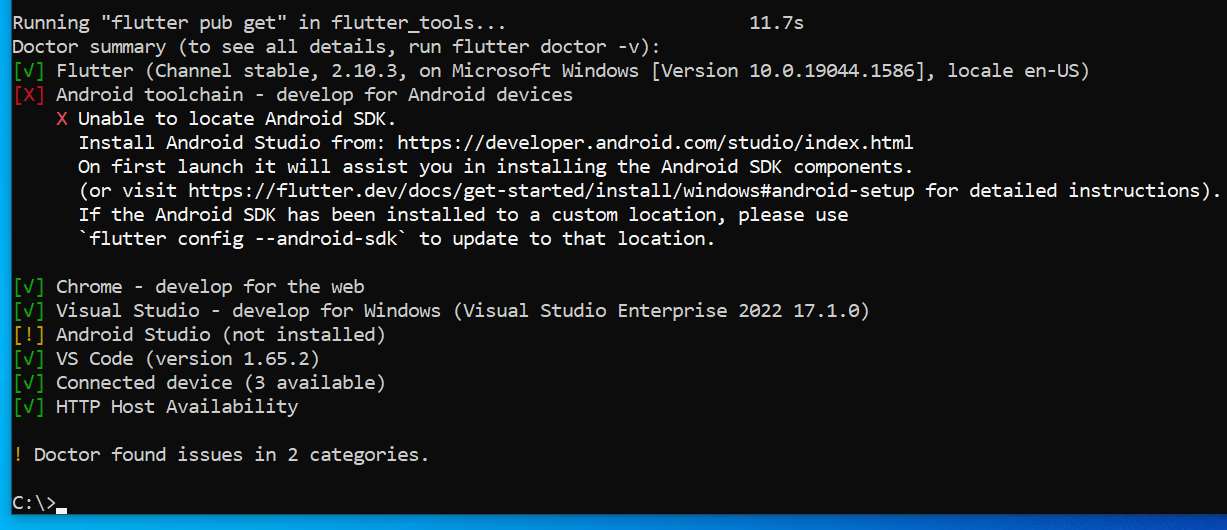 Running "flutter pub get" in flutter_tools... 11.7s
Doctor summary (to see all details, run flutter doctor -v):
[√] Flutter (Channel stable, 2.10.3, on Microsoft Windows [Version 10.0.19044.1586], locale en-US)
[X] Android toolchain - develop for Android devices
X Unable to locate Android SDK.
Install Android Studio from: https://developer.android.com/studio/index.html
On first launch it will assist you in installing the Android SDK components.
(or visit https://flutter.dev/docs/get-started/install/windows#android-setup for detailed instructions).
If the Android SDK has been installed to a custom location, please use
`flutter config --android-sdk` to update to that location.
[√] Chrome - develop for the web
[√] Visual Studio - develop for Windows (Visual Studio Enterprise 2022 17.1.0)
[!] Android Studio (not installed)
[√] VS Code (version 1.65.2)
[√] Connected device (3 available)
[√] HTTP Host Availability
! Doctor found issues in 2 categories.
C:\>